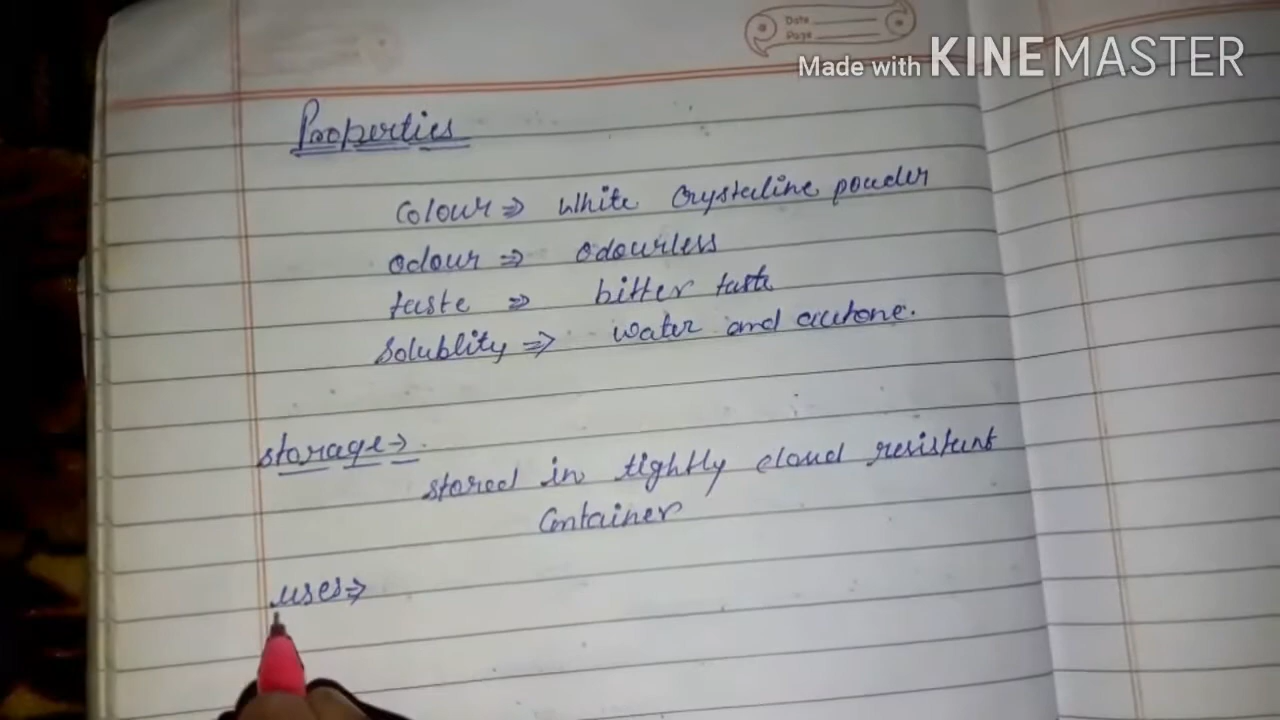 Date
Page
Made with KINEMASTER
Properties
Colour ⇒ White Crystaline powder
odour ⇒ odourless
taste ⇒ bitter taste
Solublity ⇒ water and acetone.
storage ⇒
stored in tightly closed resistant
Container
uses ⇒